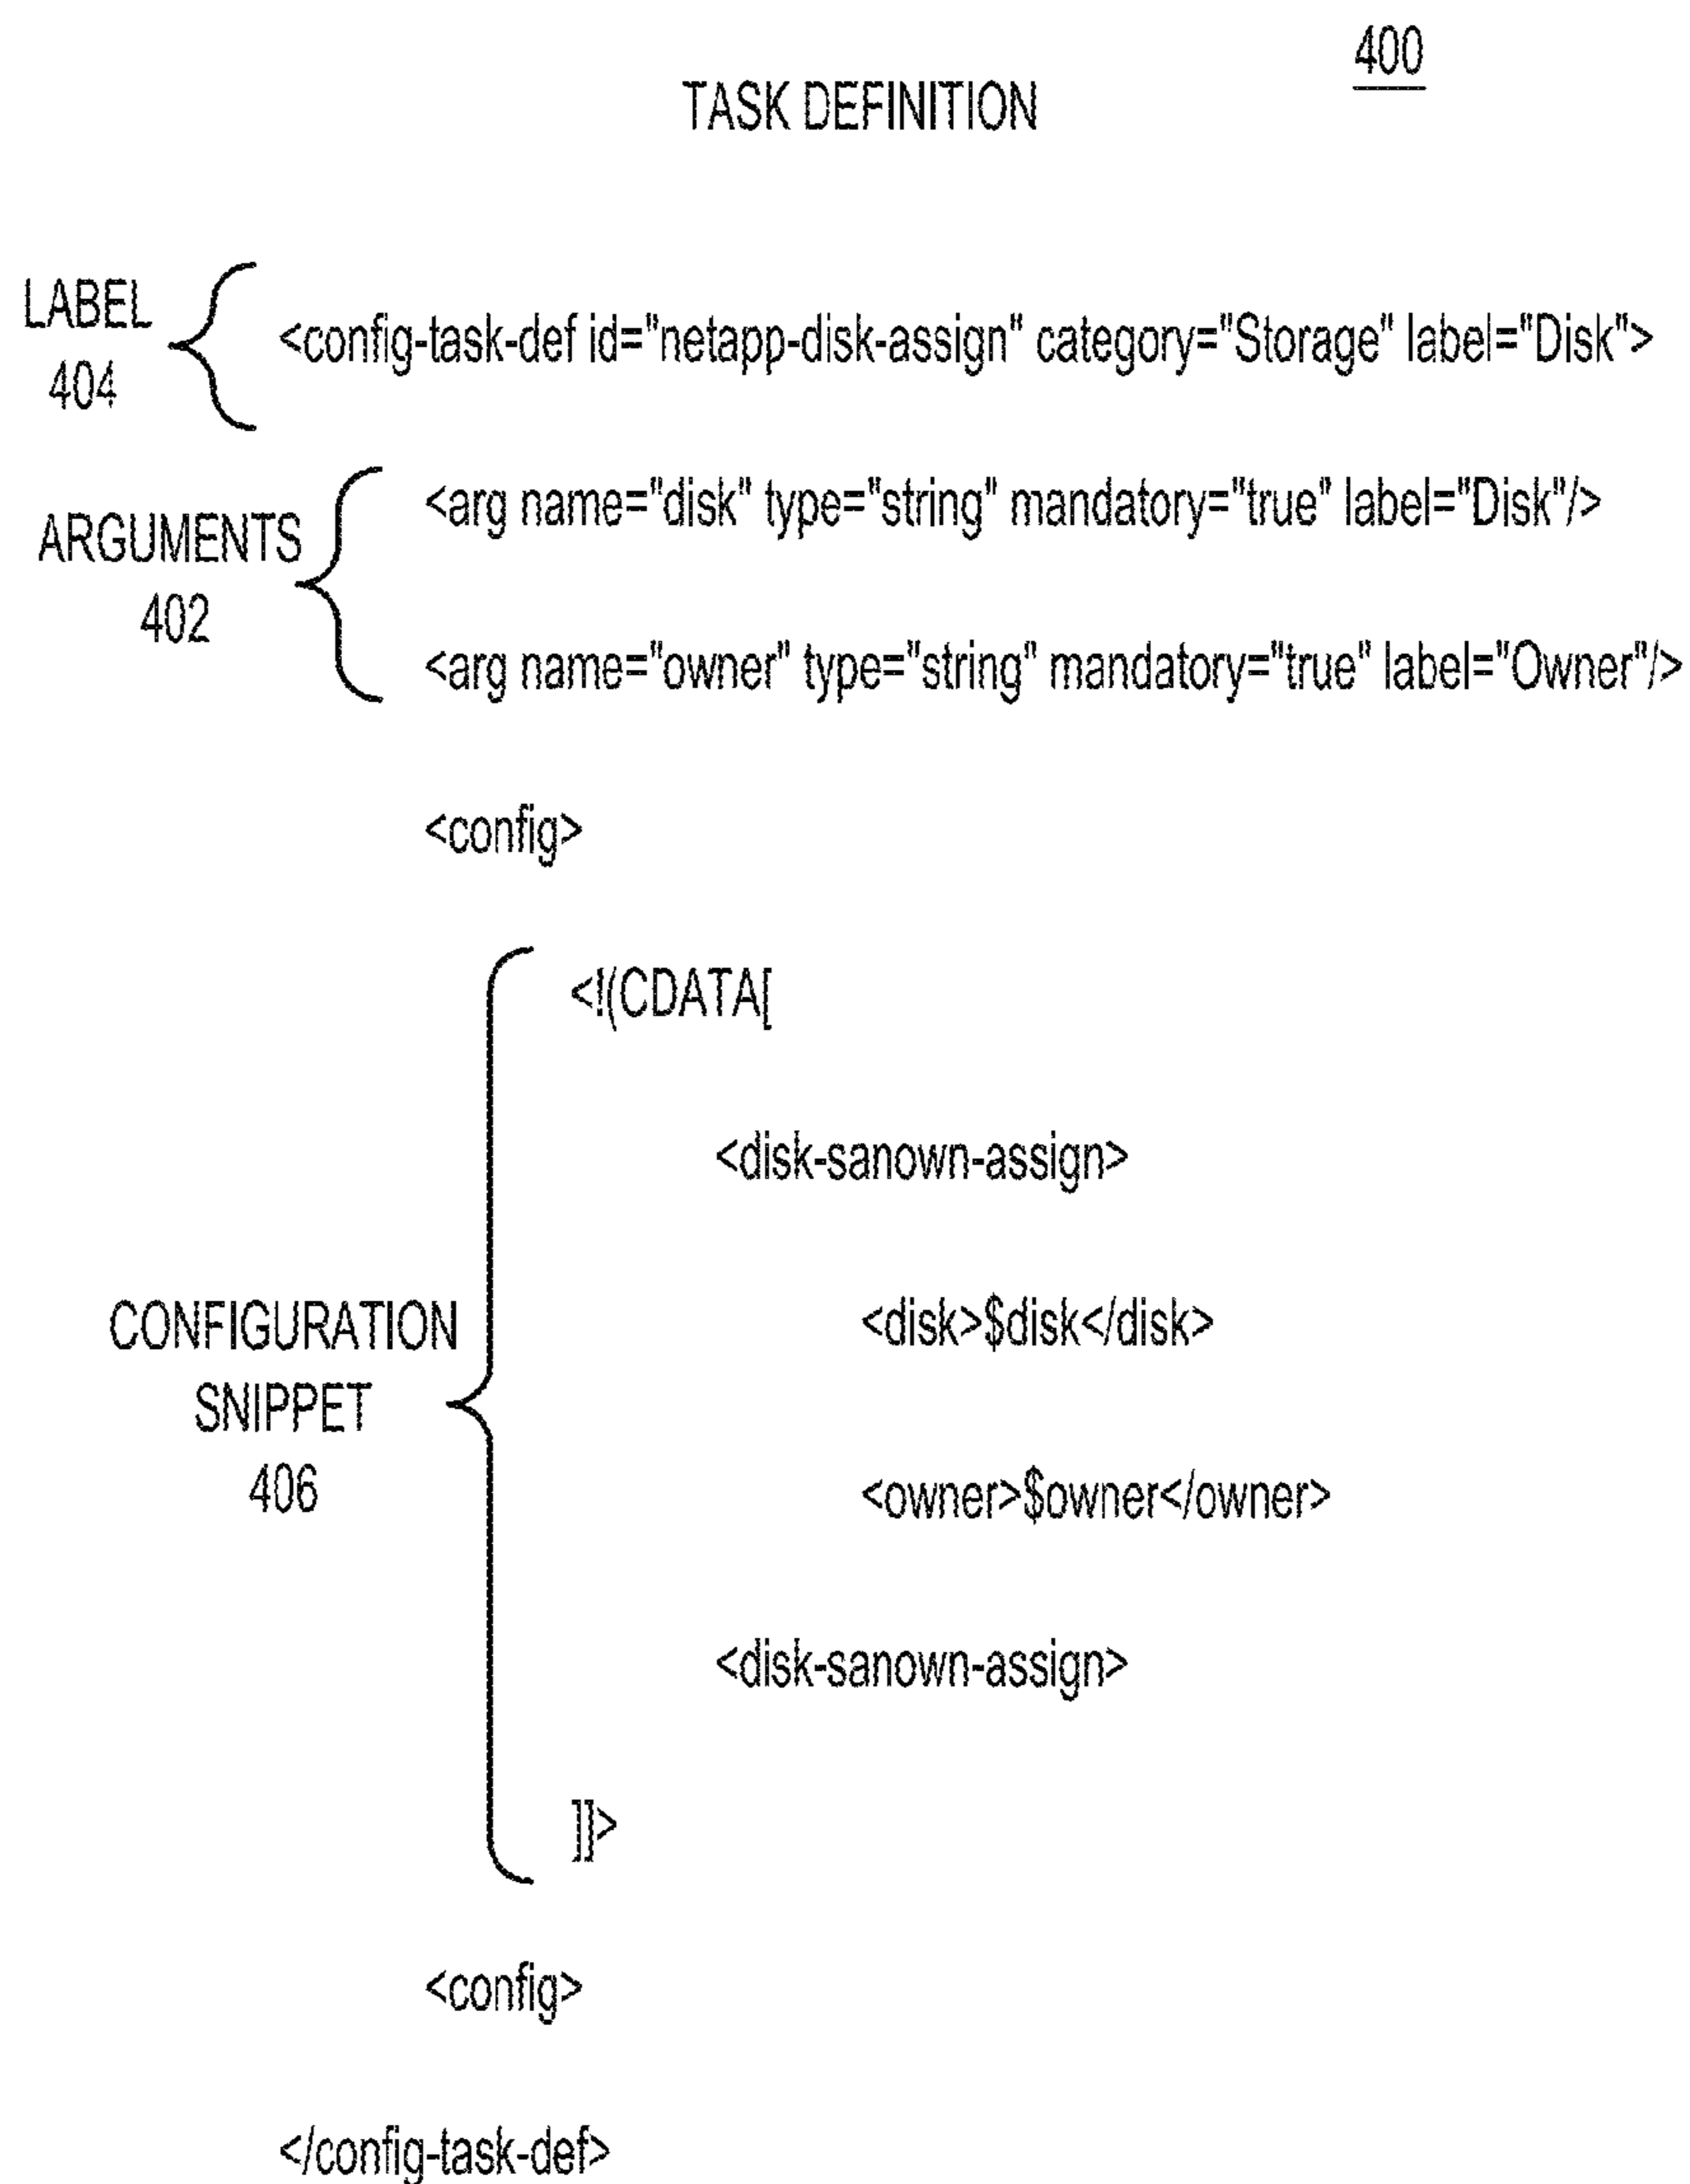 400
TASK DEFINITION
LABEL
404
<config-task-def id="netapp-disk-assign" category="Storage" label="Disk">
ARGUMENTS
402
<arg name="disk" type="string" mandatory="true" label="Disk"/>
<arg name="owner" type="string" mandatory="true" label="Owner"/>
<config>
CONFIGURATION
SNIPPET
406
<!(CDATA[
<disk-sanown-assign>
<disk>$disk</disk>
<owner>$owner</owner>
<disk-sanown-assign>
]]>
<config>
</config-task-def>